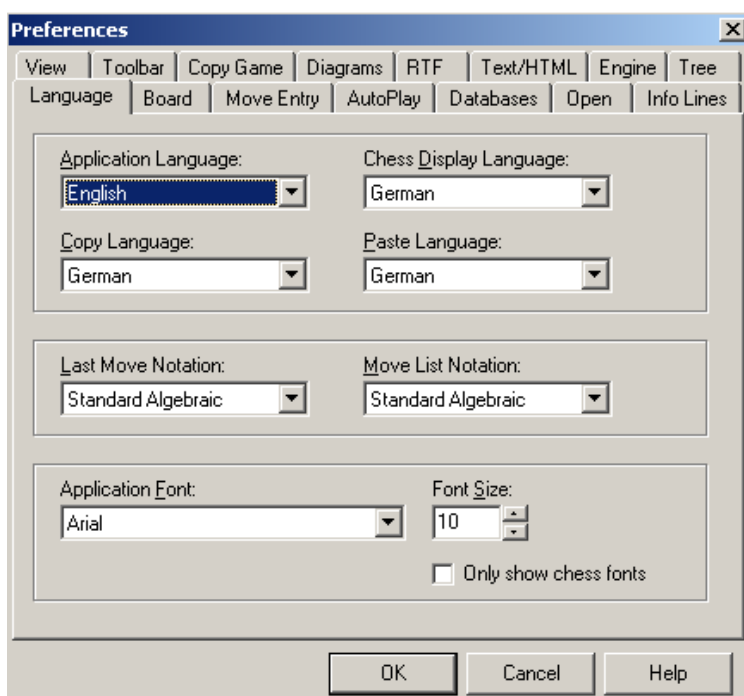 Preferences
View Toolbar Copy Game Diagrams RTF Text/HTML Engine Tree
Language Board Move Entry AutoPlay Databases Open Info Lines
Application Language: Chess Display Language:
English German
Copy Language: Paste Language:
German German
Last Move Notation: Move List Notation:
Standard Algebraic Standard Algebraic
Application Font: Font Size:
Arial 10
Only show chess fonts
OK Cancel Help